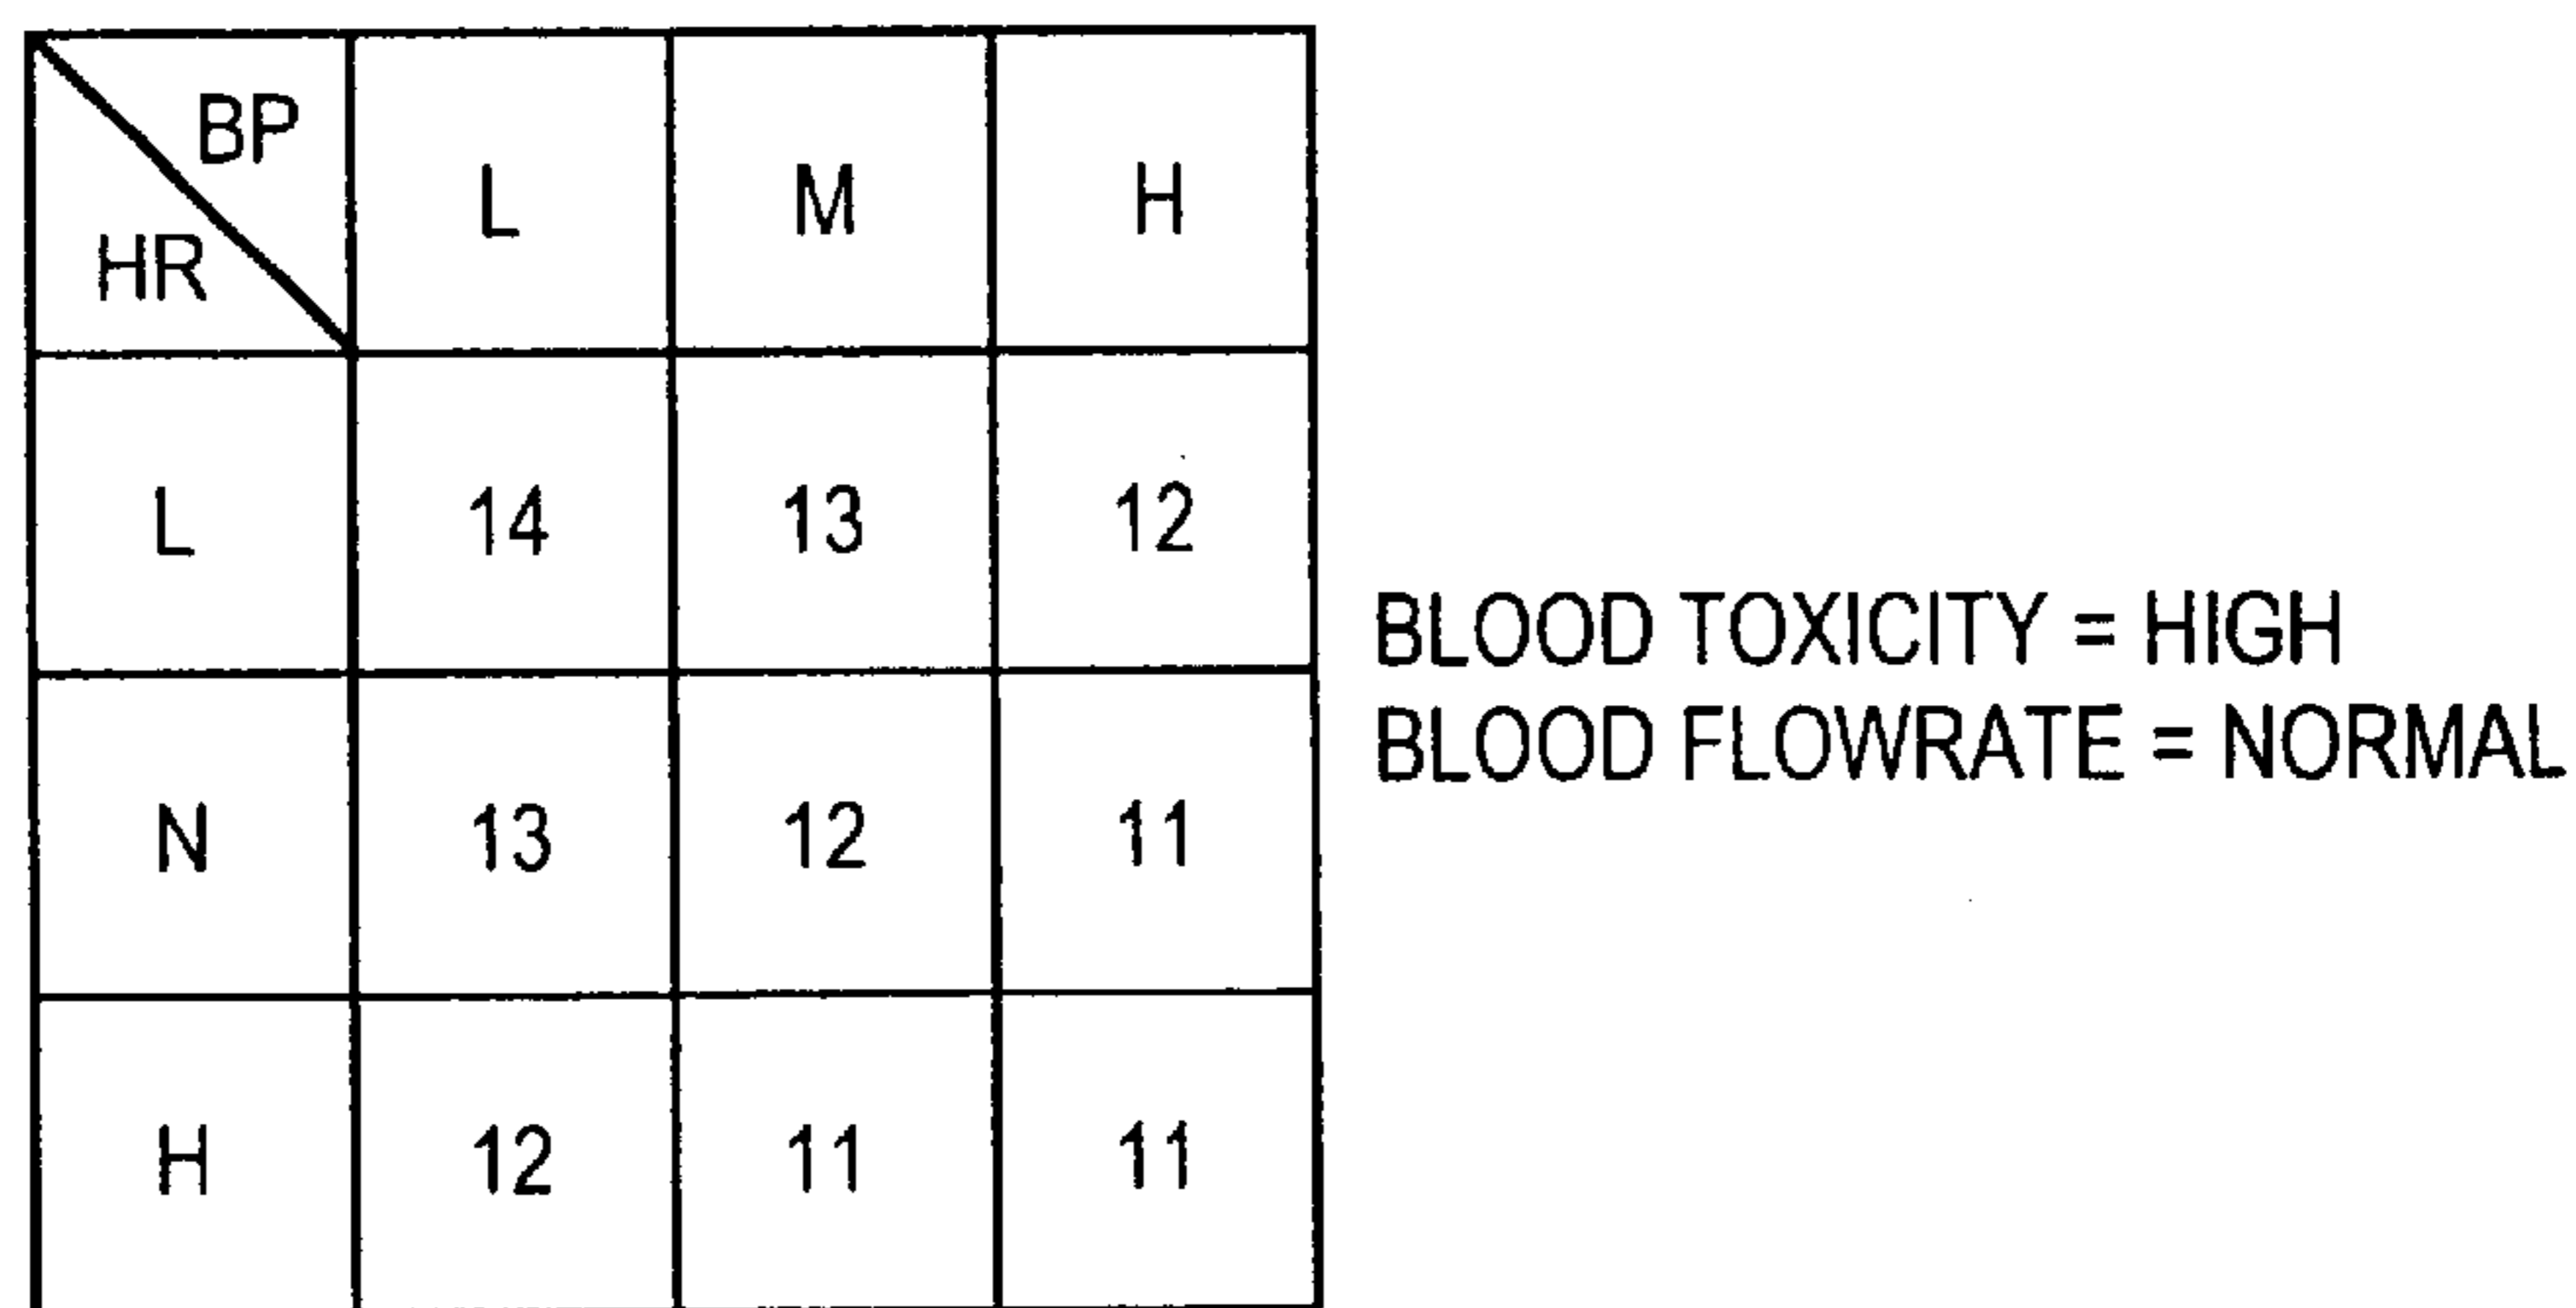 BP
HR
L M H
L 14 13 12
N 13 12 11
H 12 11 11
BLOOD TOXICITY = HIGH
BLOOD FLOWRATE = NORMAL